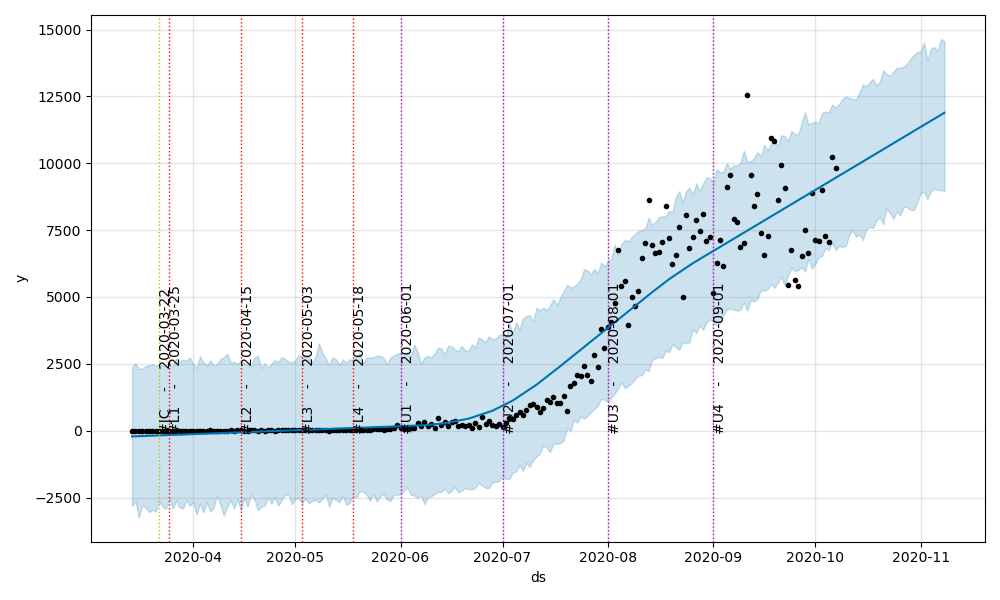 15000
12500
10000
7500
5000
2500
0
−2500
y
#JC - 2020-03-22
#L1 - 2020-03-25
#L2 - 2020-04-15
#L3 - 2020-05-03
#L4 - 2020-05-18
#U1 - 2020-06-01
#U2 - 2020-07-01
#U3 - 2020-08-01
#U4 - 2020-09-01
2020-04
2020-05
2020-06
2020-07
2020-08
2020-09
2020-10
2020-11
ds